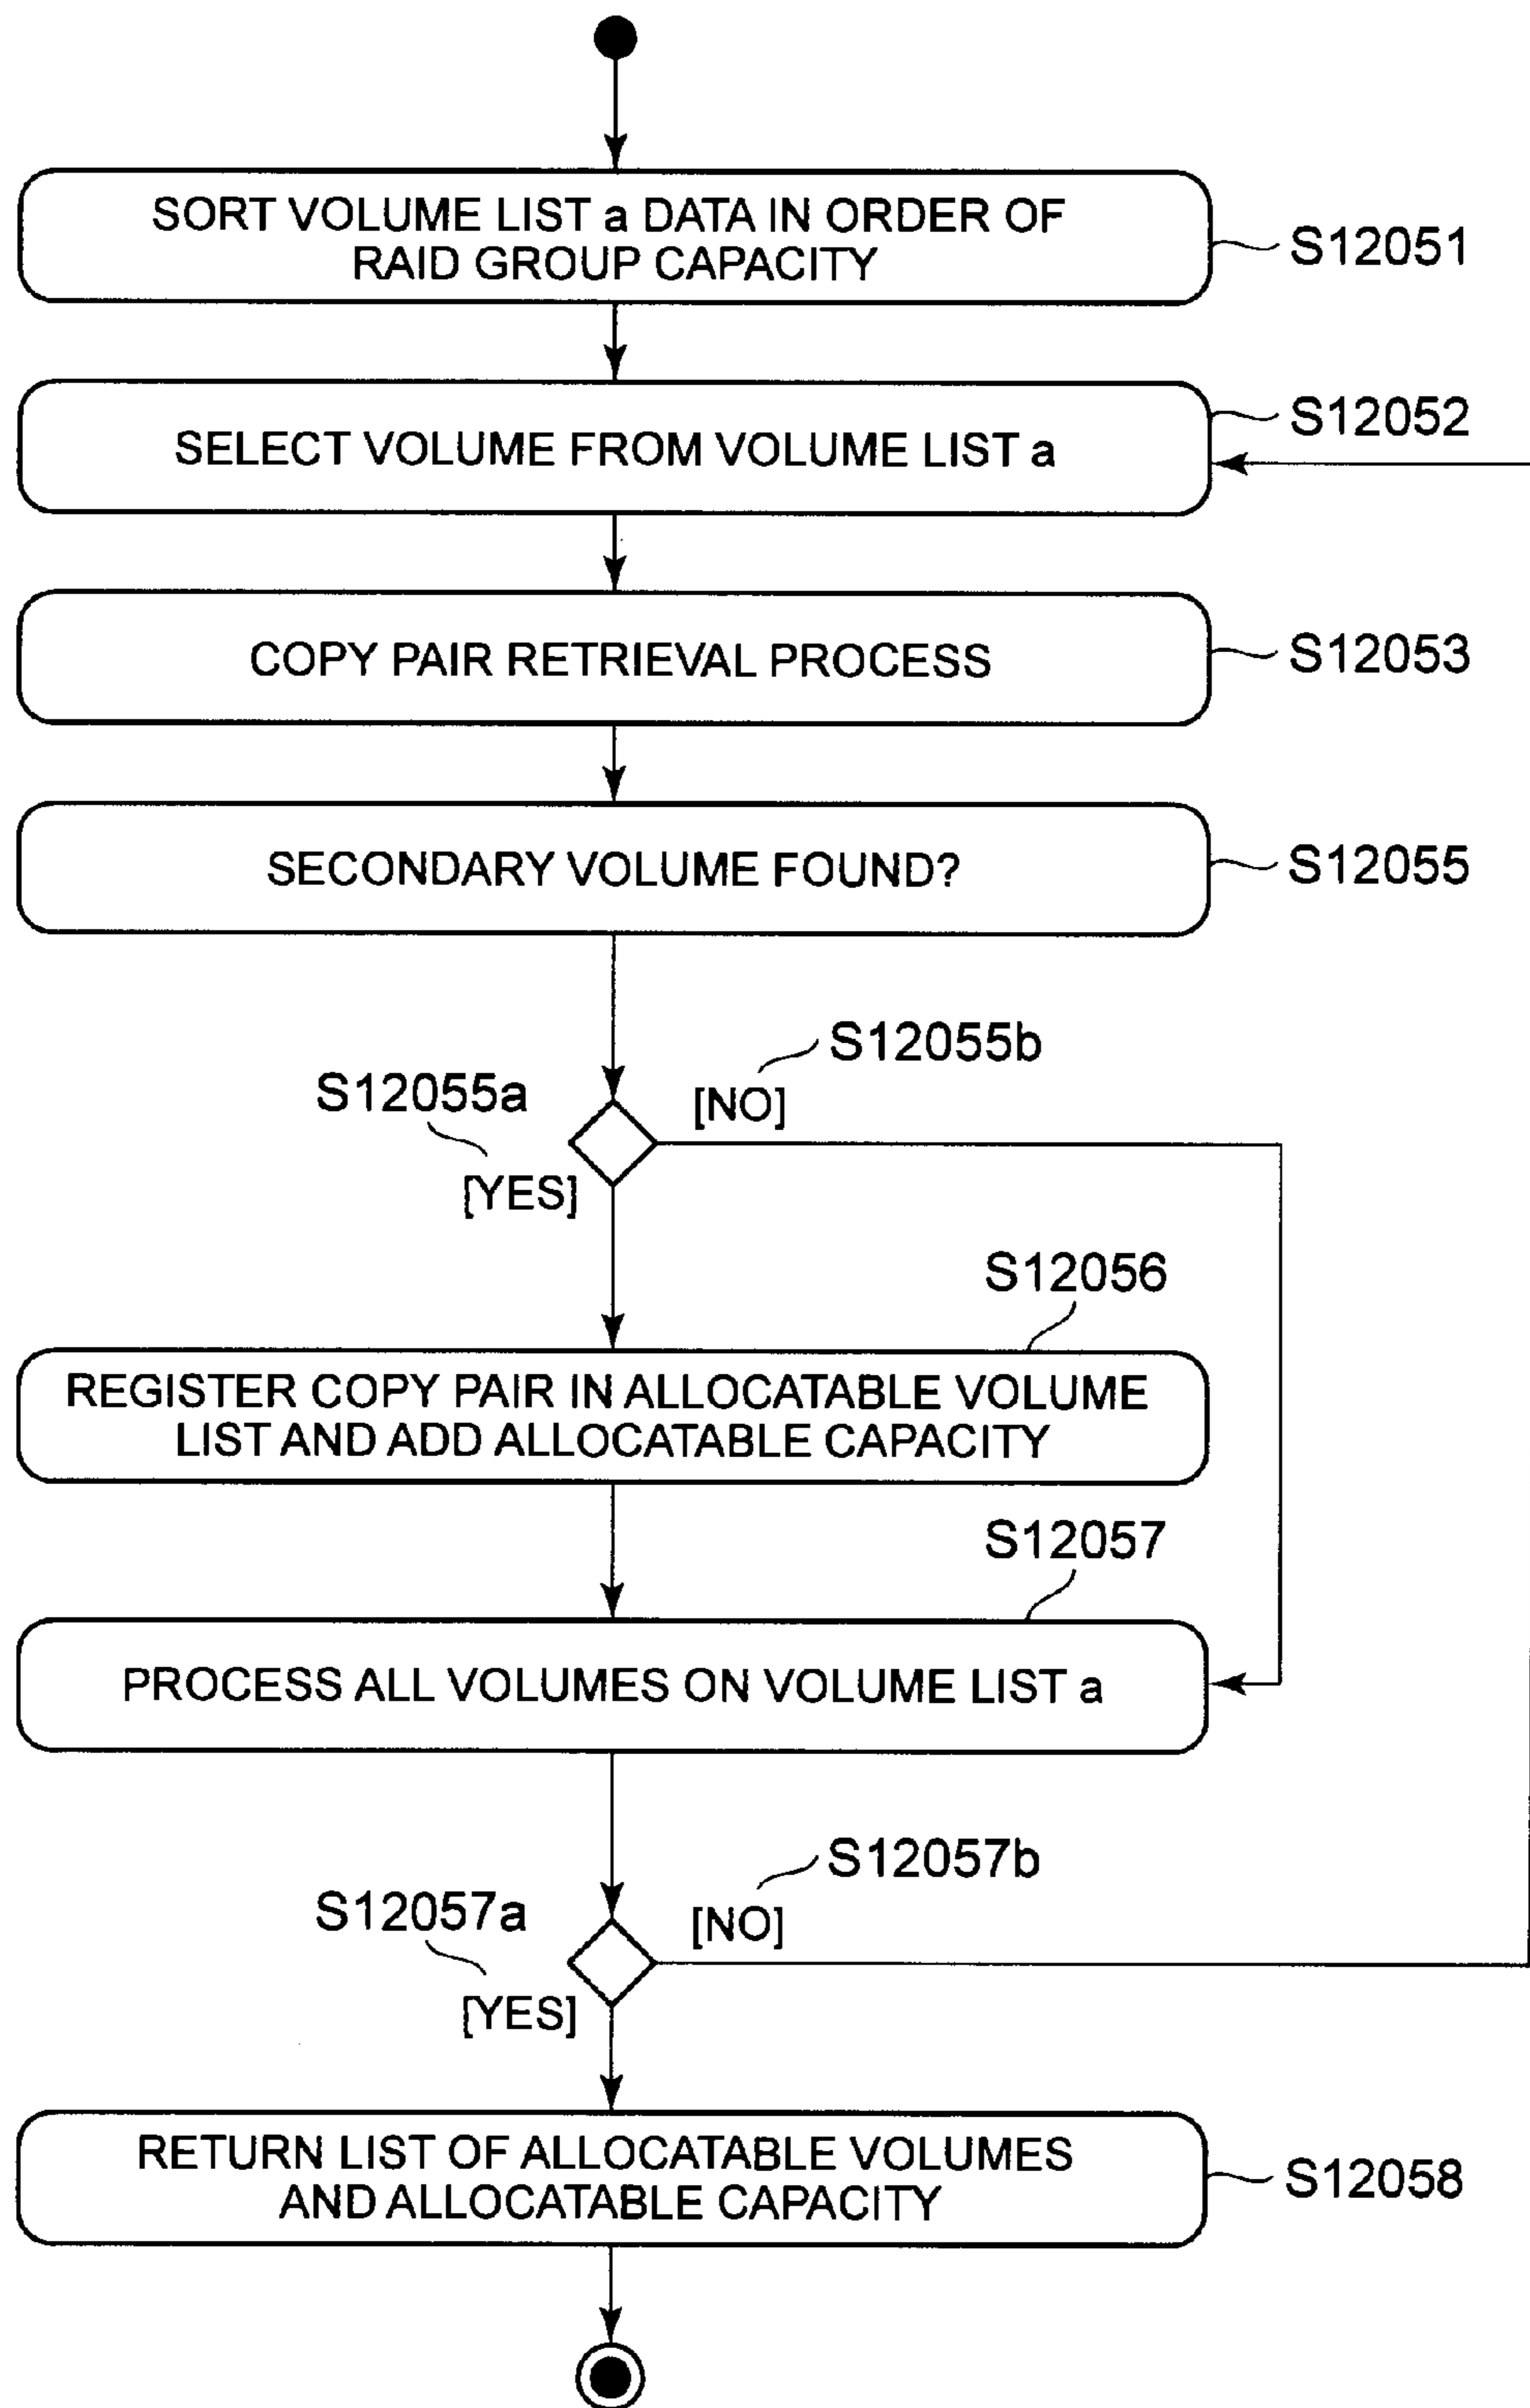 SORT VOLUME LIST a DATA IN ORDER OF
RAID GROUP CAPACITY
S12051
S12052
SELECT VOLUME FROM VOLUME LIST a
COPY PAIR RETRIEVAL PROCESS
S12053
SECONDARY VOLUME FOUND?
S12055
S12055b
S12055a
[NO]
[YES]
S12056
REGISTER COPY PAIR IN ALLOCATABLE VOLUME
LIST AND ADD ALLOCATABLE CAPACITY
S12057
PROCESS ALL VOLUMES ON VOLUME LIST a
S12057b
S12057a
[NO]
[YES]
RETURN LIST OF ALLOCATABLE VOLUMES
AND ALLOCATABLE CAPACITY
S12058